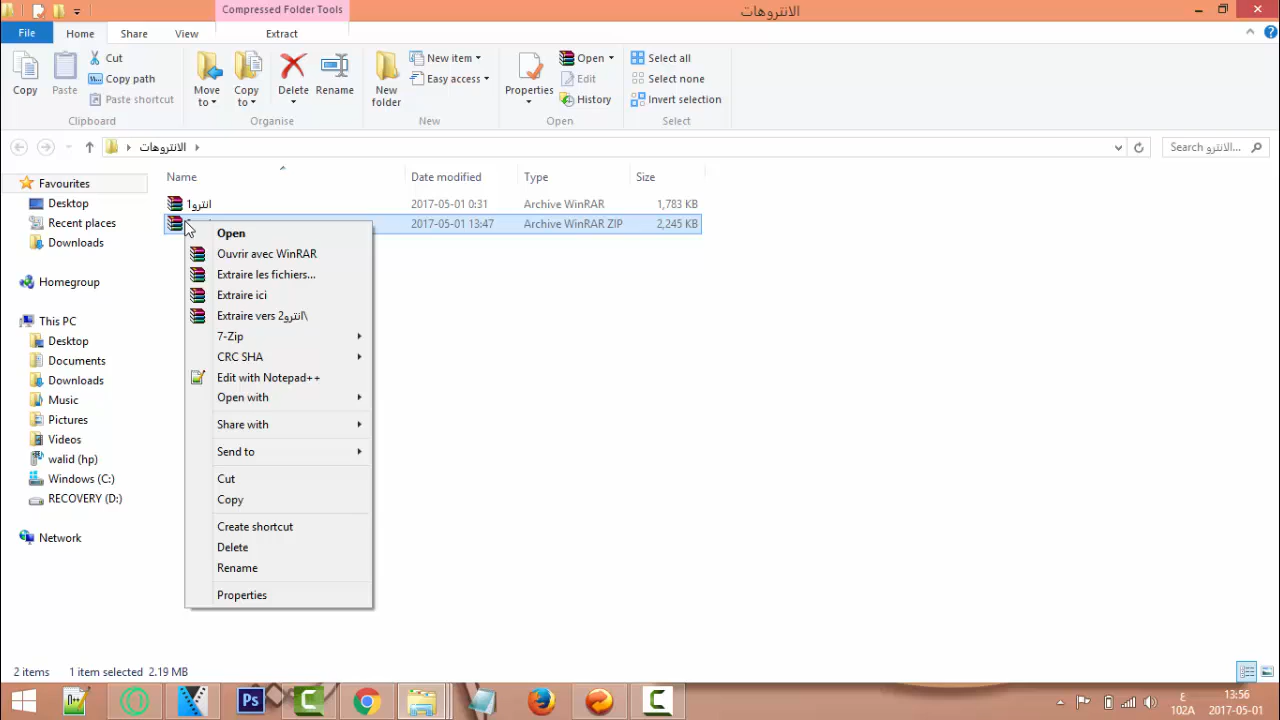 Compressed Folder Tools
الانتروهات
File
Home
Share
View
Extract
Copy
Paste
Cut
Copy path
Paste shortcut
Clipboard
Move to
Copy to
Delete
Rename
Organise
New folder
New item
Easy access
New
Properties
Open
Edit
History
Open
Select all
Select none
Invert selection
Select
الانتروهات
Search الانترو...
Name
Date modified
Type
Size
انترو1
2017-05-01 0:31
Archive WinRAR
1,783 KB
2017-05-01 13:47
Archive WinRAR ZIP
2,245 KB
Favourites
Desktop
Recent places
Downloads
Homegroup
This PC
Desktop
Documents
Downloads
Music
Pictures
Videos
walid (hp)
Windows (C:)
RECOVERY (D:)
Network
Open
Ouvrir avec WinRAR
Extraire les fichiers...
Extraire ici
Extraire vers انترو2\
7-Zip
CRC SHA
Edit with Notepad++
Open with
Share with
Send to
Cut
Copy
Create shortcut
Delete
Rename
Properties
2 items
1 item selected 2.19 MB
Ps
ع
102A
13:56
2017-05-01